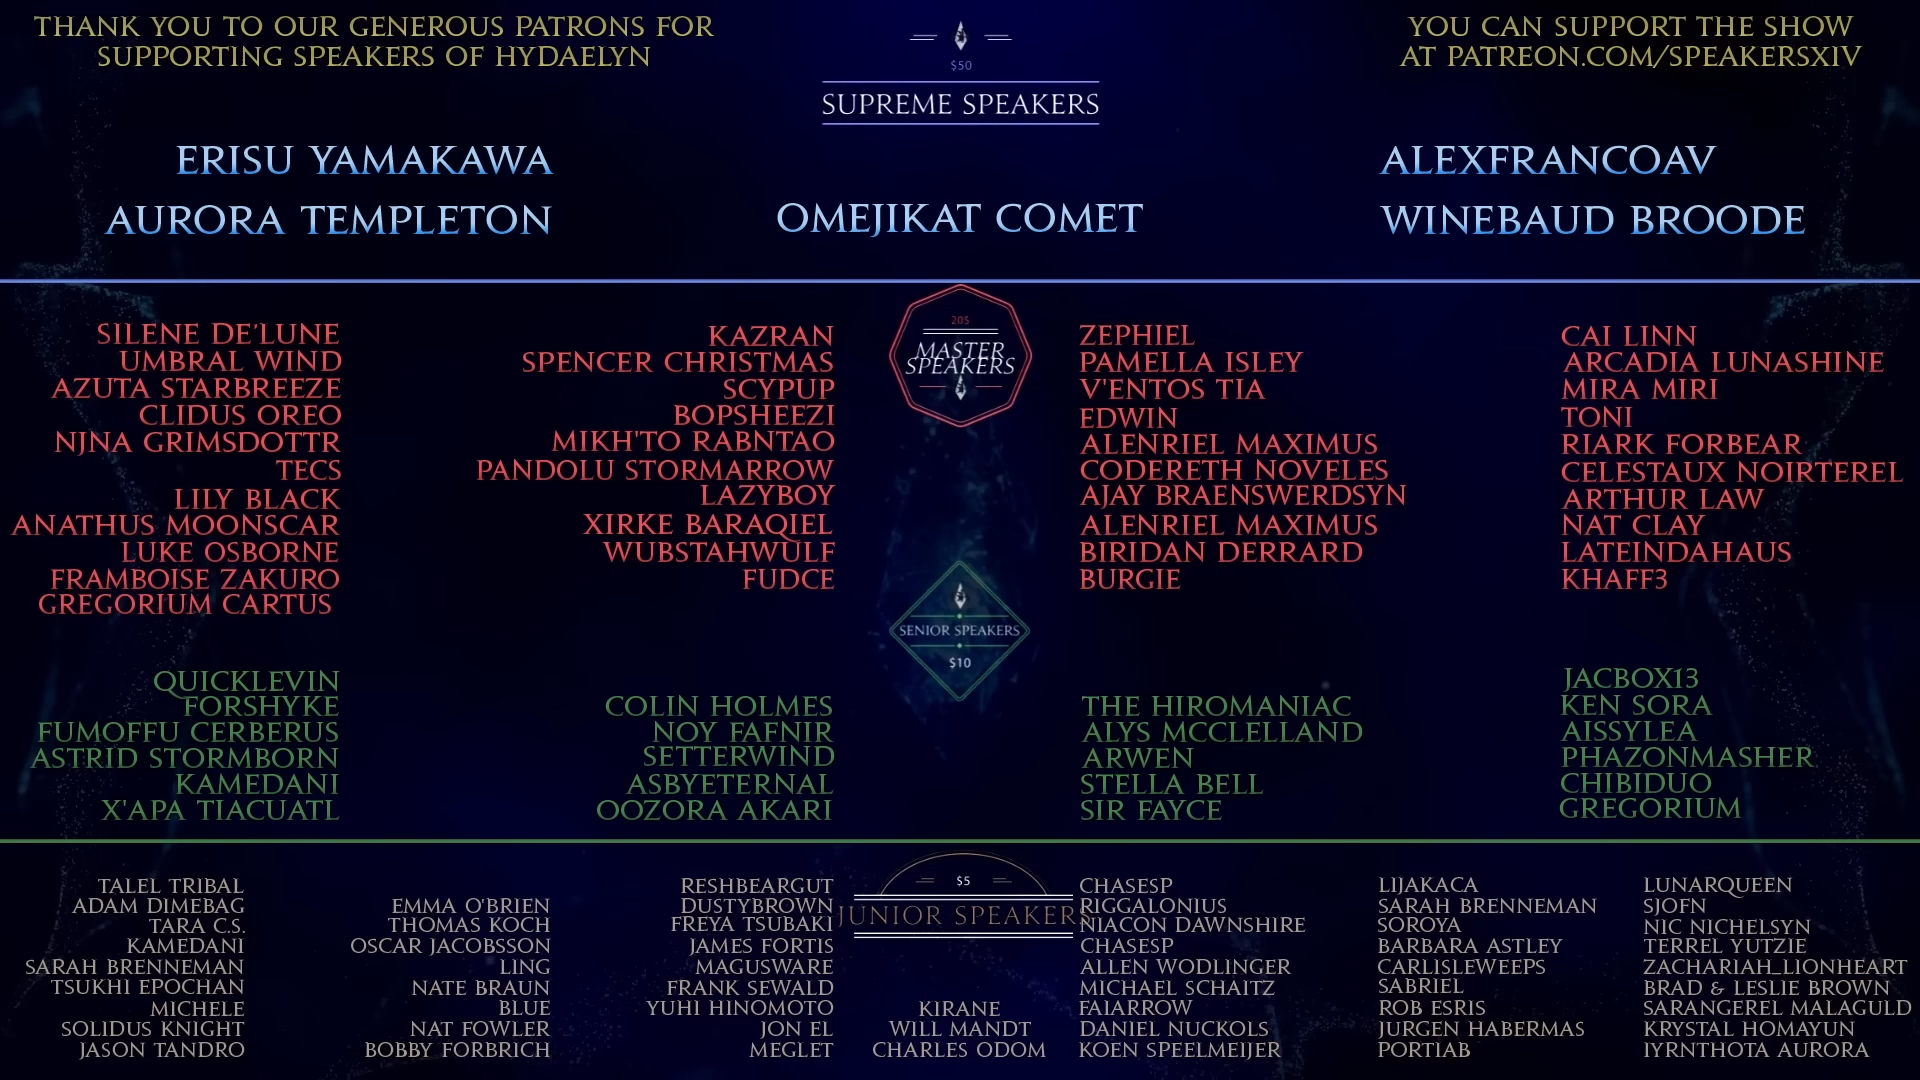 THANK YOU TO OUR GENEROUS PATRONS FOR
SUPPORTING SPEAKERS OF HYDAELYN
$50
SUPREME SPEAKERS
YOU CAN SUPPORT THE SHOW
AT PATREON.COM/SPEAKERSXIV
ERISU YAMAKAWA
AURORA TEMPLETON
OMEJIKAT COMET
ALEXFRANCOAV
WINEBAUD BROODE
20$
MASTER
SPEAKERS
SILENE DE'LUNE
UMBRAL WIND
AZUTA STARBREEZE
CLIDUS OREO
NJNA GRIMSDOTTR
TECS
LILY BLACK
ANATHUS MOONSCAR
LUKE OSBORNE
FRAMBOISE ZAKURO
GREGORIUM CARTUS
KAZRAN
SPENCER CHRISTMAS
SCYPUP
BOPSHEEZI
MIKH'TO RABNTAO
PANDOLU STORMARROW
LAZYBOY
XIRKE BARAQIEL
WUBSTAHWULF
FUDCE
ZEPHIEL
PAMELLA ISLEY
V'ENTOS TIA
EDWIN
ALENRIEL MAXIMUS
CODERETH NOVELES
AJAY BRAENSWERDSYN
ALENRIEL MAXIMUS
BIRIDAN DERRARD
BURGIE
CAI LINN
ARCADIA LUNASHINE
MIRA MIRI
TONI
RIARK FORBEAR
CELESTAUX NOIRTEREL
ARTHUR LAW
NAT CLAY
LATEINDAHAUS
KHAFF3
SENIOR SPEAKERS
$10
QUICKLEVIN
FORSHYKE
FUMOFFU CERBERUS
ASTRID STORMBORN
KAMEDANI
X'APA TIACUATL
COLIN HOLMES
NOY FAFNIR
SETTERWIND
ASBYETERNAL
OOZORA AKARI
THE HIROMANIAC
ALYS MCCLELLAND
ARWEN
STELLA BELL
SIR FAYCE
JACBOX13
KEN SORA
AISSYLEA
PHAZONMASHER
CHIBIDUO
GREGORIUM
$5
JUNIOR SPEAKERS
TALEL TRIBAL
ADAM DIMEBAG
TARA C.S.
KAMEDANI
SARAH BRENNEMAN
TSUKHI EPOCHAN
MICHELE
SOLIDUS KNIGHT
JASON TANDRO
EMMA O'BRIEN
THOMAS KOCH
OSCAR JACOBSSON
LING
NATE BRAUN
BLUE
NAT FOWLER
BOBBY FORBRICH
RESHBEARGUT
DUSTYBROWN
FREYA TSUBAKI
JAMES FORTIS
MAGUSWARE
FRANK SEWALD
YUHI HINOMOTO
JON EL
MEGLET
KIRANE
WILL MANDT
CHARLES ODOM
CHASESP
RIGGALONIUS
NIACON DAWNSHIRE
CHASESP
ALLEN WODLINGER
MICHAEL SCHAITZ
FAIARROW
DANIEL NUCKOLS
KOEN SPEELMEIJER
LIJAKACA
SARAH BRENNEMAN
SOROYA
BARBARA ASTLEY
CARLISLEWEEPS
SABRIEL
ROB ESRIS
JURGEN HABERMAS
PORTIAB
LUNARQUEEN
SJOFN
NIC NICHELSYN
TERREL YUTZIE
ZACHARIAH_LIONHEART
BRAD & LESLIE BROWN
SARANGEREL MALAGULD
KRYSTAL HOMAYUN
IYRNTHOTA AURORA